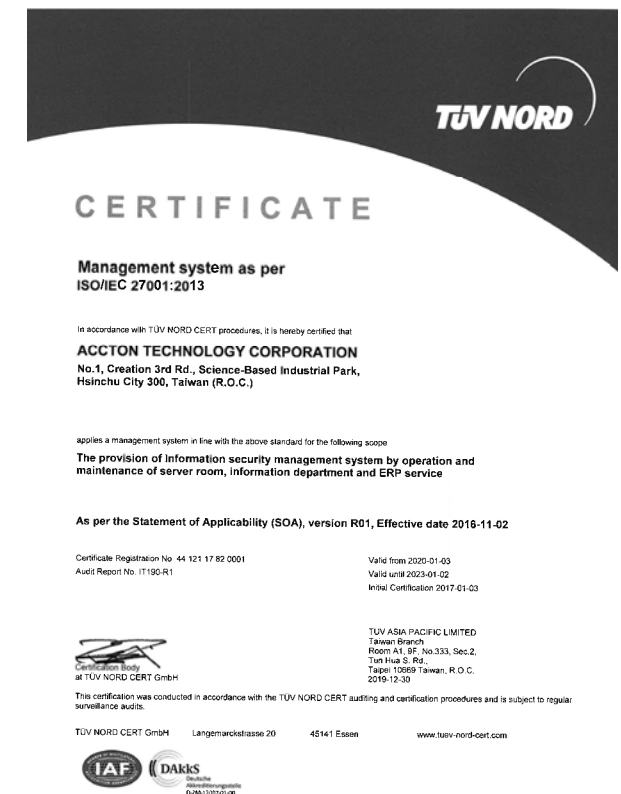 TÜV NORD
CERTIFICATE
Management system as per
ISO/IEC 27001:2013
In accordance with TÜV NORD CERT procedures, it is hereby certified that
ACCTON TECHNOLOGY CORPORATION
No.1, Creation 3rd Rd., Science-Based Industrial Park,
Hsinchu City 300, Taiwan (R.O.C.)
applies a management system in line with the above standard for the following scope
The provision of Information security management system by operation and
maintenance of server room, information department and ERP service
As per the Statement of Applicability (SOA), version R01, Effective date 2016-11-02
Certificate Registration No 44 121 17 82 0001
Audit Report No. IT190-R1
Valid from 2020-01-03
Valid until 2023-01-02
Initial Certification 2017-01-03
Certification Body
at TÜV NORD CERT GmbH
TUV ASIA PACIFIC LIMITED
Taiwan Branch
Room A1, 9F, No.333, Sec.2,
Tun Hua S. Rd.,
Taipei 10669 Taiwan, R.O.C.
2019-12-30
This certification was conducted in accordance with the TÜV NORD CERT auditing and certification procedures and is subject to regular
surveillance audits.
TÜV NORD CERT GmbH Langemarckstrasse 20 45141 Essen www.tuev-nord-cert.com
IAF
DAkkS
Deutsche
Akkreditierungsstelle